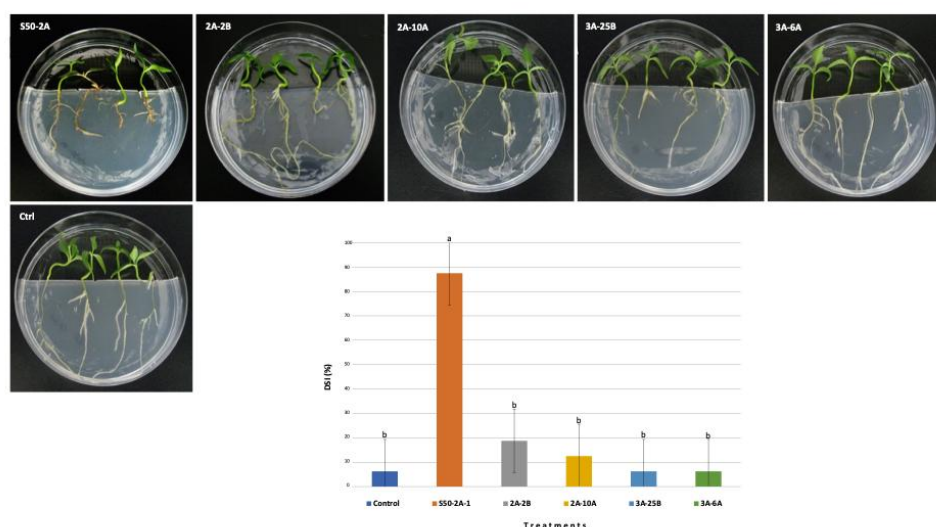 S50-2A
2A-2B
2A-10A
3A-25B
3A-6A
Ctrl
100
90
80
70
60
50
40
30
20
10
0
DSI (%)
a
b
b
b
b
b
Control
S50-2A-1
2A-2B
2A-10A
3A-25B
3A-6A
Treatments